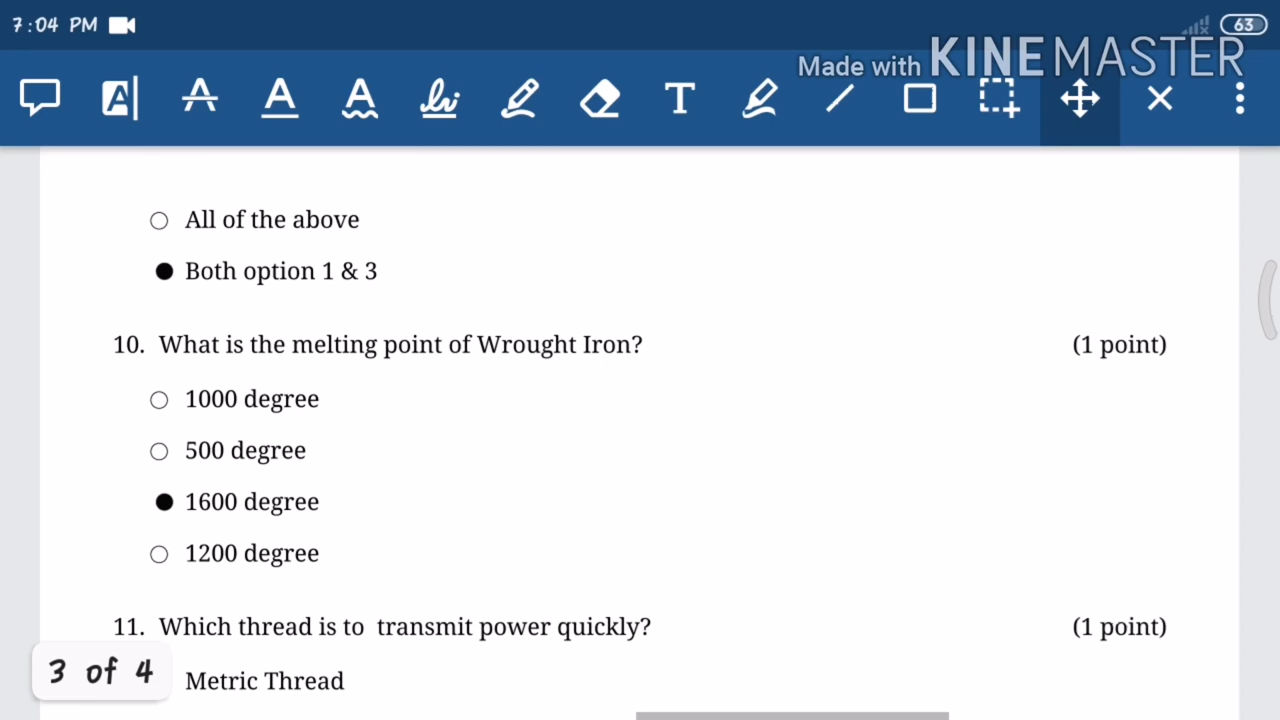 7:04 PM
63
Made with KINEMASTER
All of the above
Both option 1 & 3
10. What is the melting point of Wrought Iron? (1 point)
1000 degree
500 degree
1600 degree
1200 degree
11. Which thread is to transmit power quickly? (1 point)
3 of 4
Metric Thread